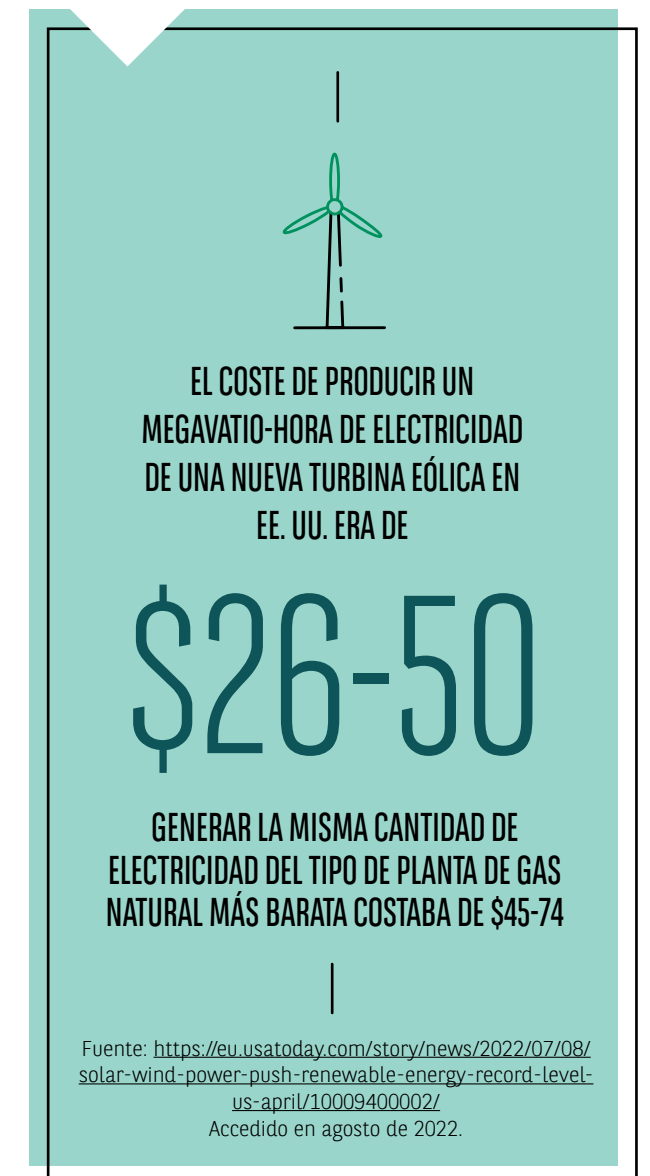 EL COSTE DE PRODUCIR UN
MEGAVATIO-HORA DE ELECTRICIDAD
DE UNA NUEVA TURBINA EÓLICA EN
EE. UU. ERA DE
$26-50
GENERAR LA MISMA CANTIDAD DE
ELECTRICIDAD DEL TIPO DE PLANTA DE GAS
NATURAL MÁS BARATA COSTABA DE $45-74
Fuente: https://eu.usatoday.com/story/news/2022/07/08/
solar-wind-power-push-renewable-energy-record-level-
us-april/10009400002/
Accedido en agosto de 2022.